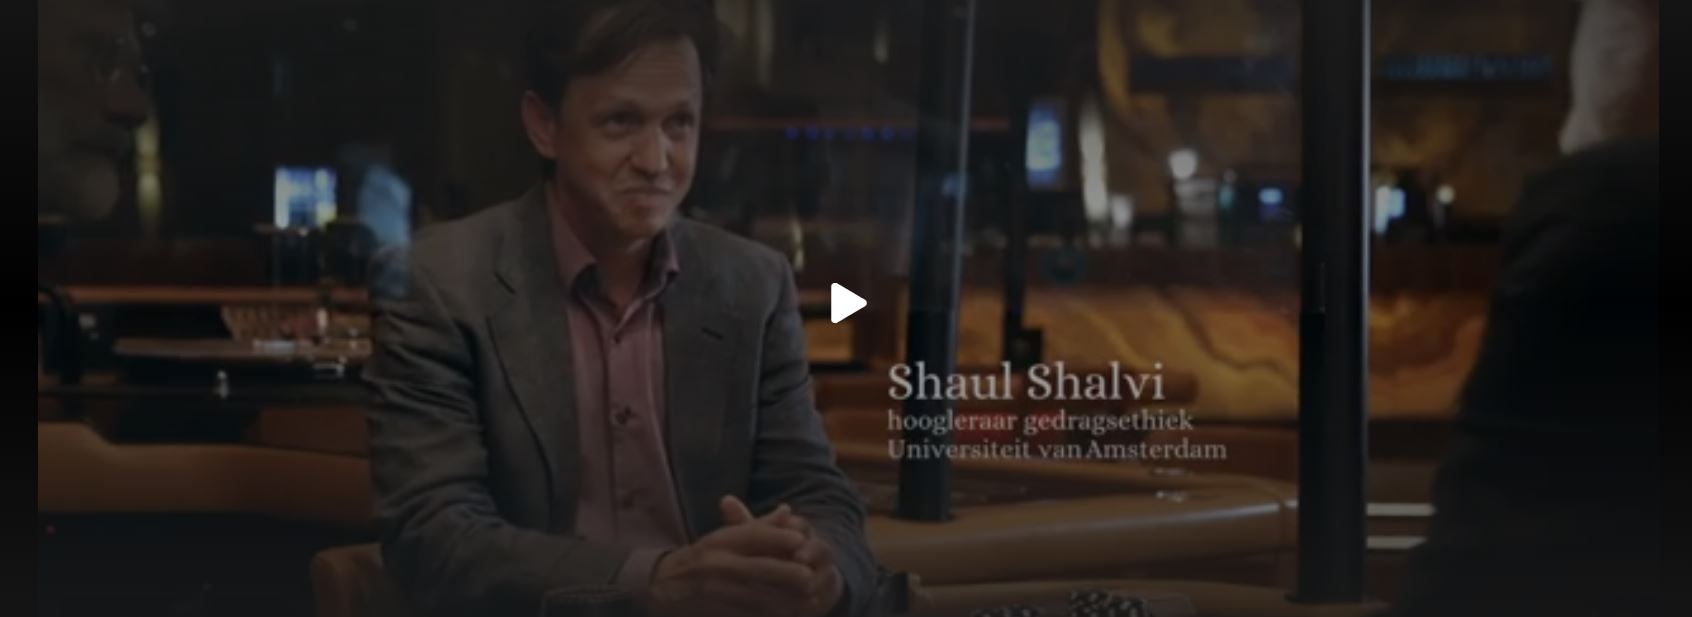 Shaul Shalvi
hoogleraar gedragsethiek
Universiteit van Amsterdam